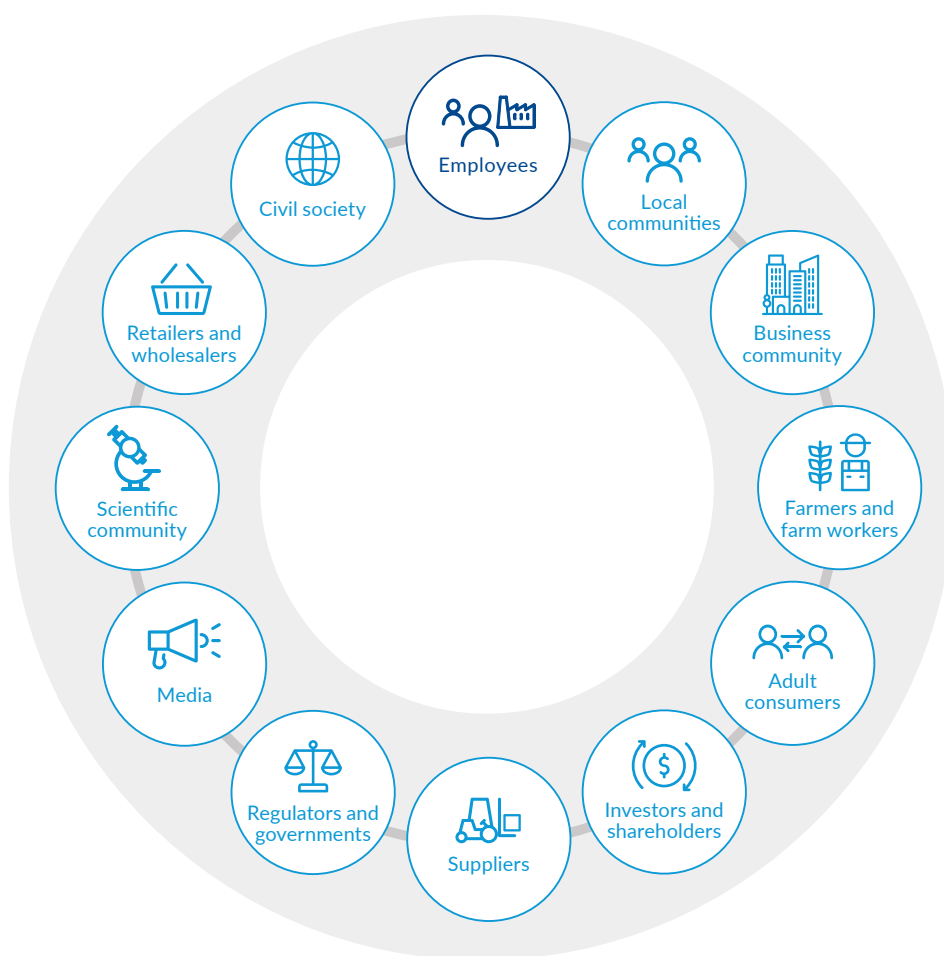 Employees
Local
communities
Business
community
Farmers and
farm workers
Adult
consumers
Investors and
shareholders
Suppliers
Regulators and
governments
Media
Scientific
community
Retailers and
wholesalers
Civil society
$